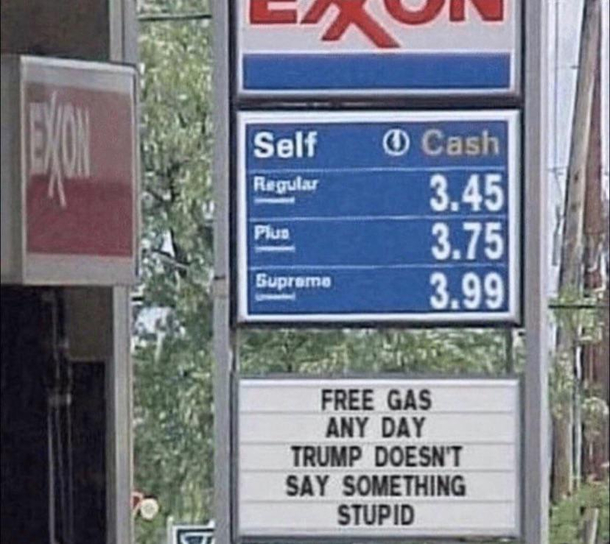 EXXON
EXXON
Self Cash
Regular 3.45
Plus 3.75
Supreme 3.99
FREE GAS
ANY DAY
TRUMP DOESN'T
SAY SOMETHING
STUPID